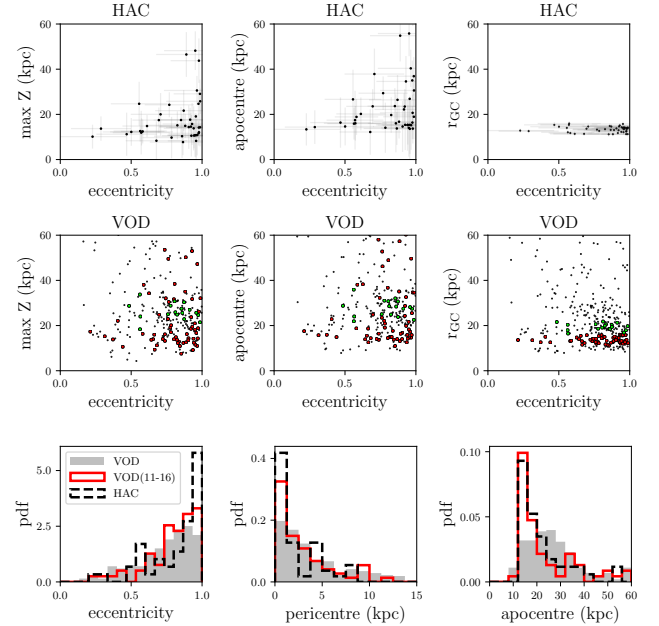 HAC HAC HAC
60 60 60
40 40 40
20 20 20
0 0 0
max Z (kpc) apocentre (kpc) r_GC (kpc)
0.0 0.5 1.0 0.0 0.5 1.0 0.0 0.5 1.0
eccentricity eccentricity eccentricity
VOD VOD VOD
60 60 60
40 40 40
20 20 20
0 0 0
max Z (kpc) apocentre (kpc) r_GC (kpc)
0.0 0.5 1.0 0.0 0.5 1.0 0.0 0.5 1.0
eccentricity eccentricity eccentricity
VOD
VOD(11-16)
HAC
5.0 0.4 0.10
2.5 0.2 0.05
0.0 0.0 0.00
pdf pdf pdf
0.0 0.5 1.0 0 5 10 15 0 10 20 30 40 50 60
eccentricity pericentre (kpc) apocentre (kpc)